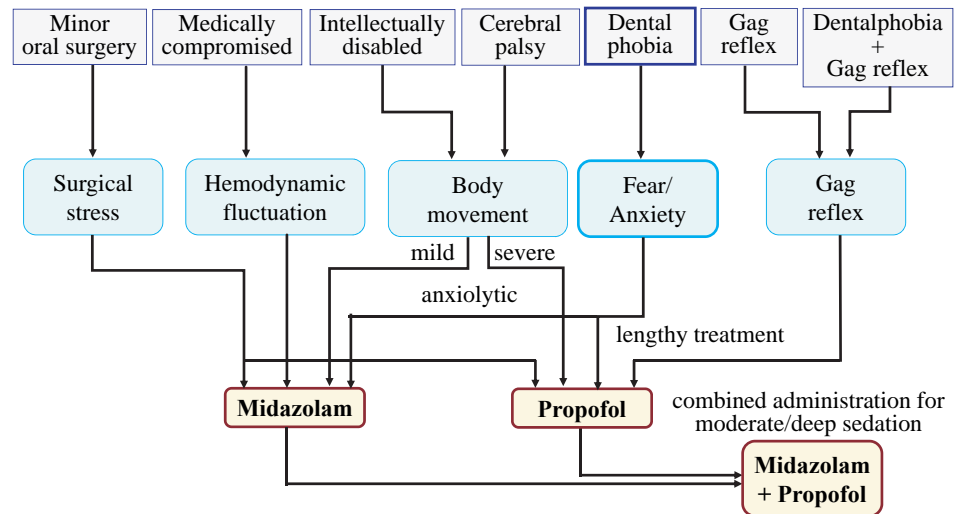 Minor
oral surgery
Medically
compromised
Intellectually
disabled
Cerebral
palsy
Dental
phobia
Gag
reflex
Dentalphobia
+
Gag reflex
Surgical
stress
Hemodynamic
fluctuation
Body
movement
Fear/
Anxiety
Gag
reflex
mild
severe
anxiolytic
lengthy treatment
Midazolam
Propofol
combined administration for
moderate/deep sedation
Midazolam
+ Propofol